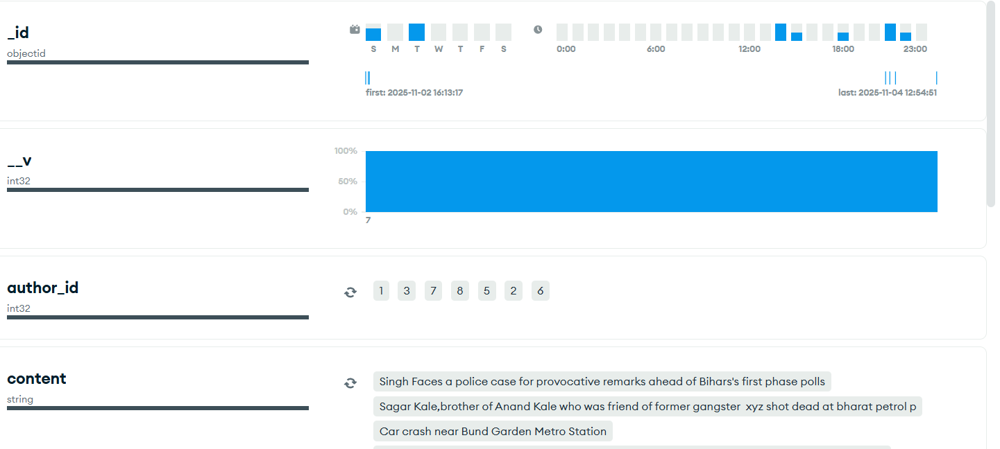 _id
objectid
S M T W T F S
0:00 6:00 12:00 18:00 23:00
first: 2025-11-02 16:13:17
last: 2025-11-04 12:54:51
__v
int32
100%
50%
0%
7
author_id
int32
1 3 7 8 5 2 6
content
string
Singh Faces a police case for provocative remarks ahead of Bihars's first phase polls
Sagar Kale,brother of Anand Kale who was friend of former gangster  xyz shot dead at bharat petrol p
Car crash near Bund Garden Metro Station